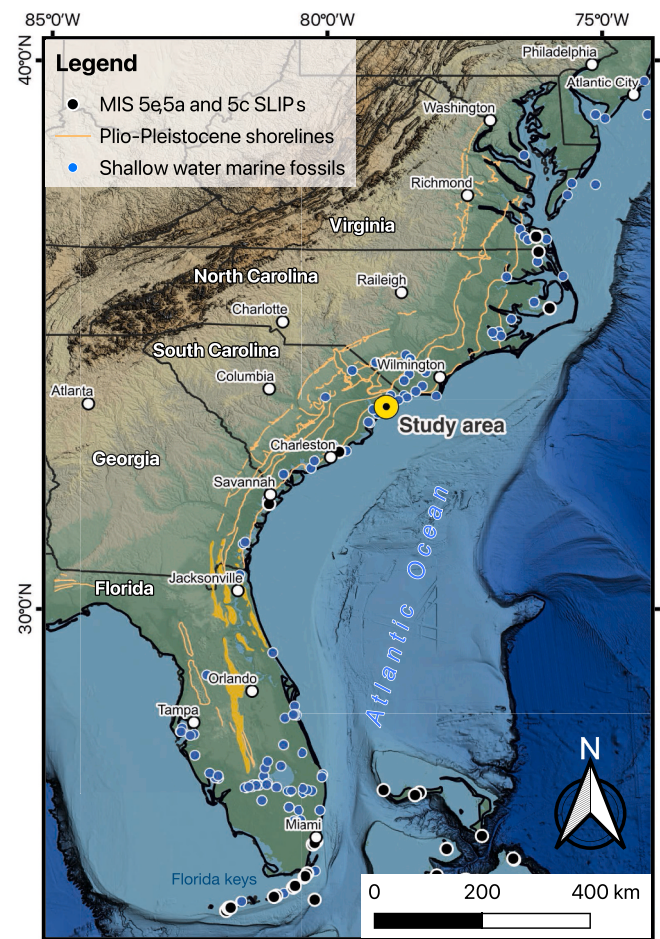 85°0'W 80°0'W 75°0'W
40°0'N
Legend
MIS 5e,5a and 5c SLIPs
Plio-Pleistocene shorelines
Shallow water marine fossils
Philadelphia
Atlantic City
Washington
Richmond
Virginia
North Carolina
Raileigh
Charlotte
South Carolina
Wilmington
Columbia
Atlanta
Study area
Charleston
Georgia
Savannah
Atlantic Ocean
Jacksonville
Florida
30°0'N
Orlando
Tampa
N
Miami
Florida keys
0 200 400 km